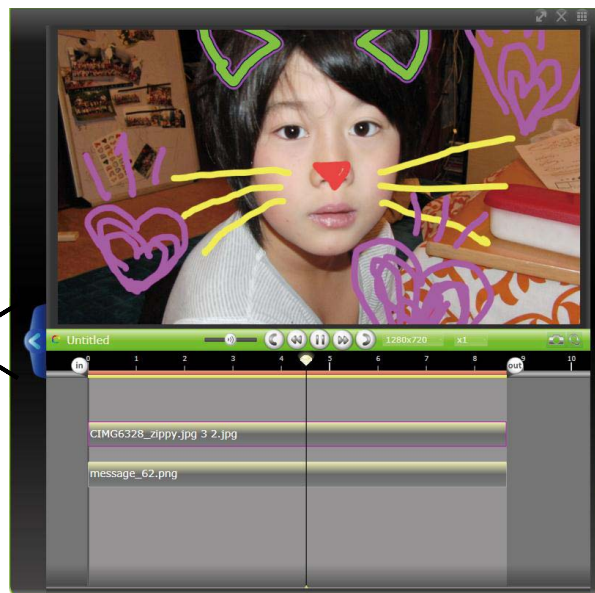 Untitled
1280x720 x1
0 1 2 3 4 5 6 7 8 9 10
in out
CIMG6328_zippy.jpg 3 2.jpg
message_62.png